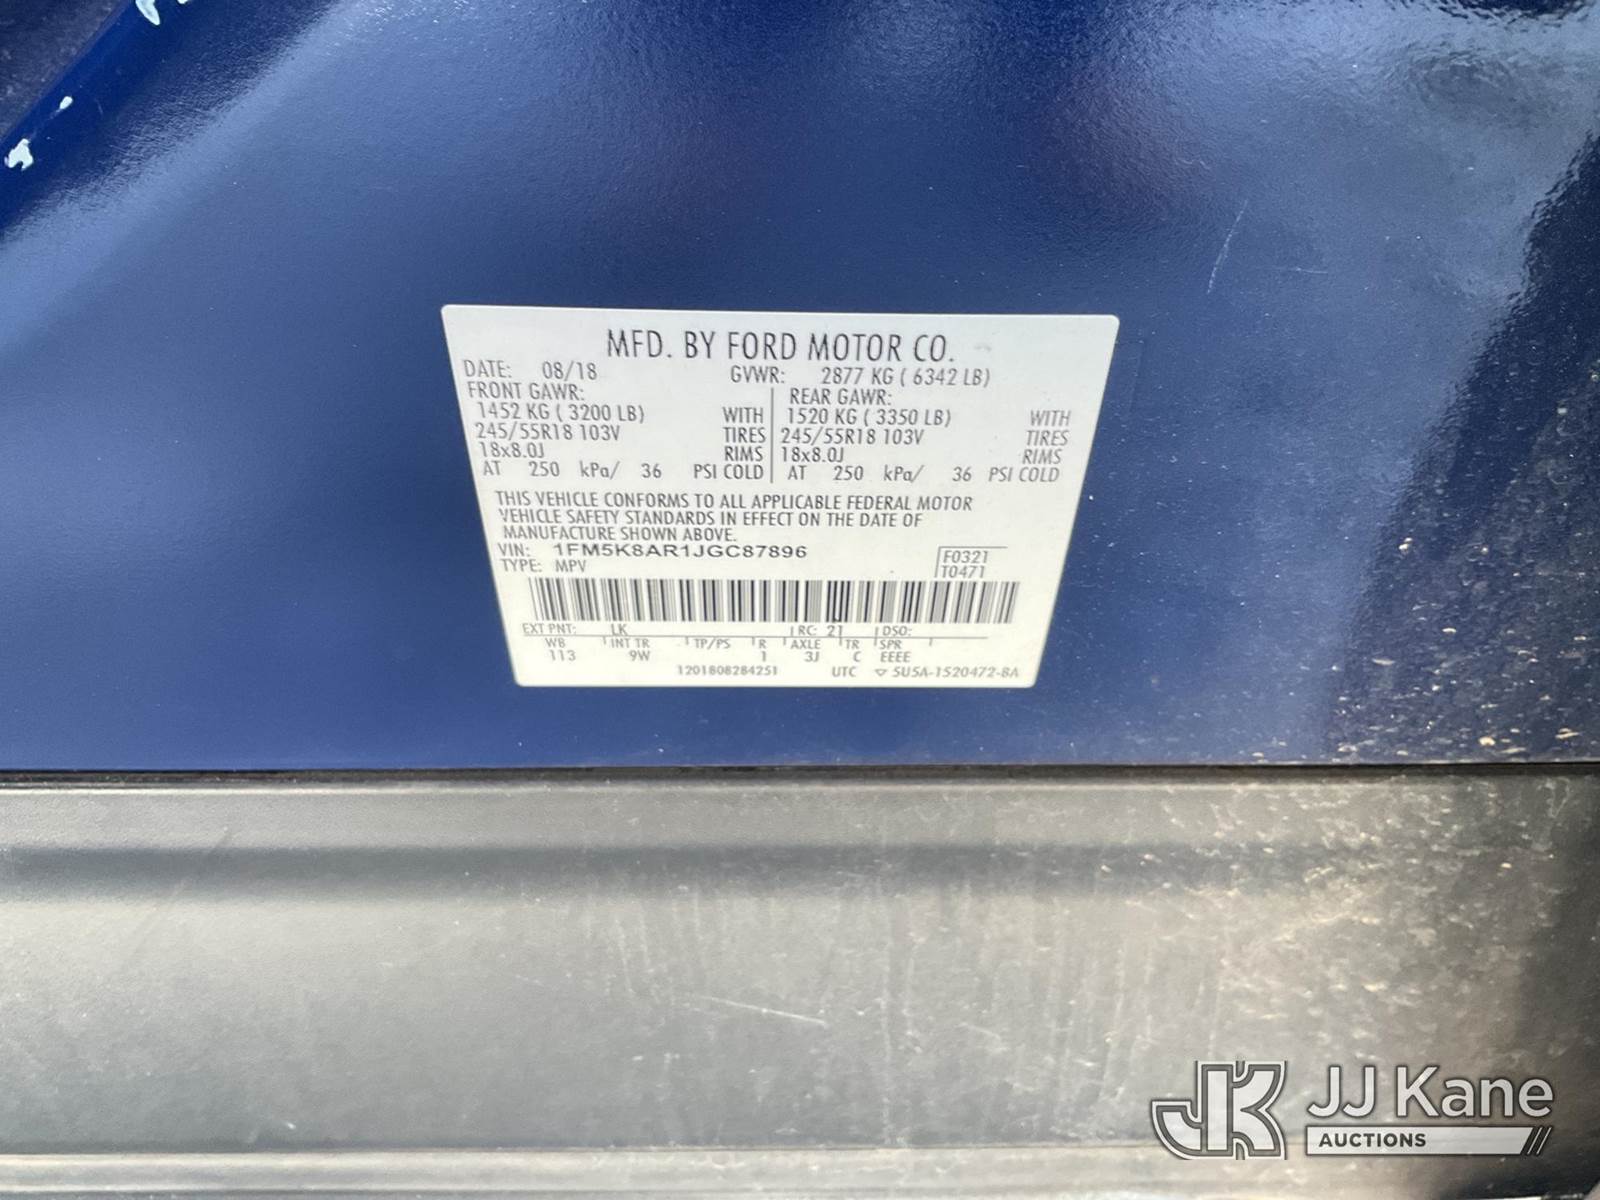 MFD. BY FORD MOTOR CO.
DATE: 08/18 GVWR: 2877 KG ( 6342 LB)
FRONT GAWR: REAR GAWR:
1452 KG ( 3200 LB) WITH 1520 KG ( 3350 LB) WITH
245/55R18 103V TIRES 245/55R18 103V TIRES
18x8.0J RIMS 18x8.0J RIMS
AT 250 kPa/ 36 PSI COLD AT 250 kPa/ 36 PSI COLD
THIS VEHICLE CONFORMS TO ALL APPLICABLE FEDERAL MOTOR
VEHICLE SAFETY STANDARDS IN EFFECT ON THE DATE OF
MANUFACTURE SHOWN ABOVE.
VIN: 1FM5K8AR1JGC87896 F0321
TYPE: MPV T0471
EXT PNT: LK RC: 21 DSO:
WB INT TR TP/PS R AXLE TR SPR
113 9W 1 3J C EEEE
1201808284251 UTC ▽ 5U5A-1520472-BA
JK JJ Kane
AUCTIONS